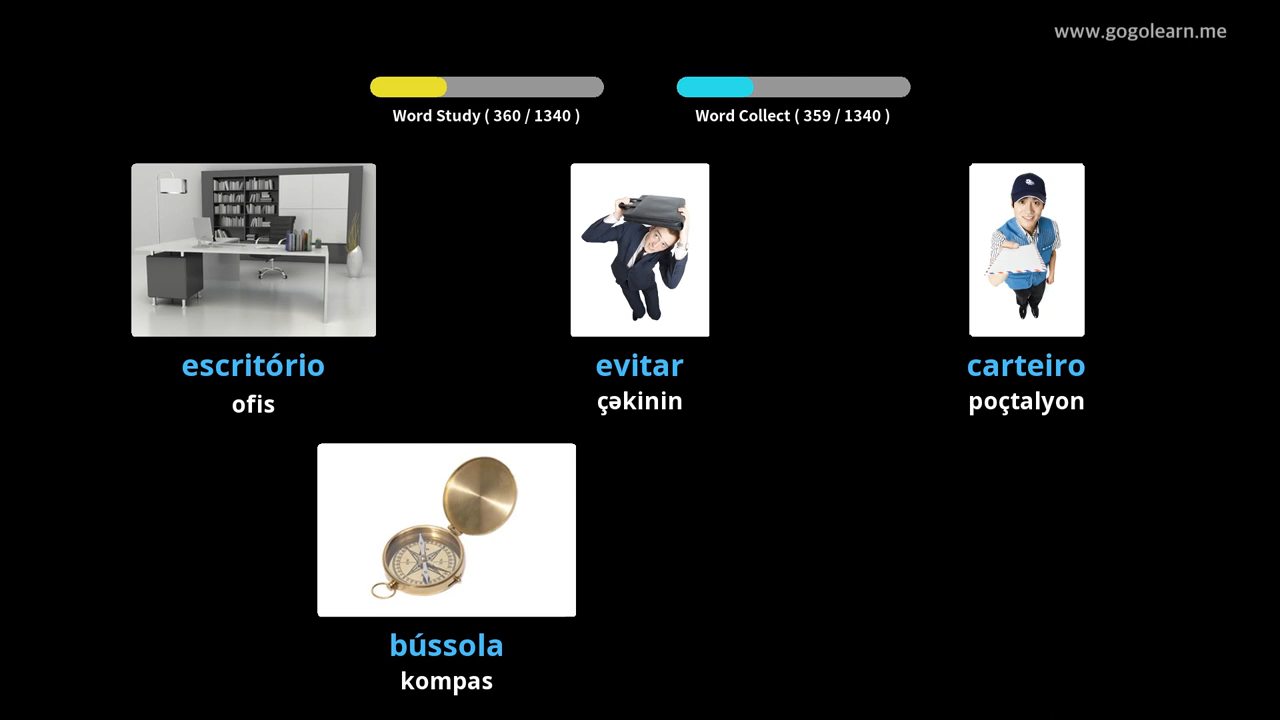 www.gogolearn.me
Word Study ( 360 / 1340 )
Word Collect ( 359 / 1340 )
escritório
ofis
evitar
çəkinin
carteiro
poçtalyon
bússola
kompas